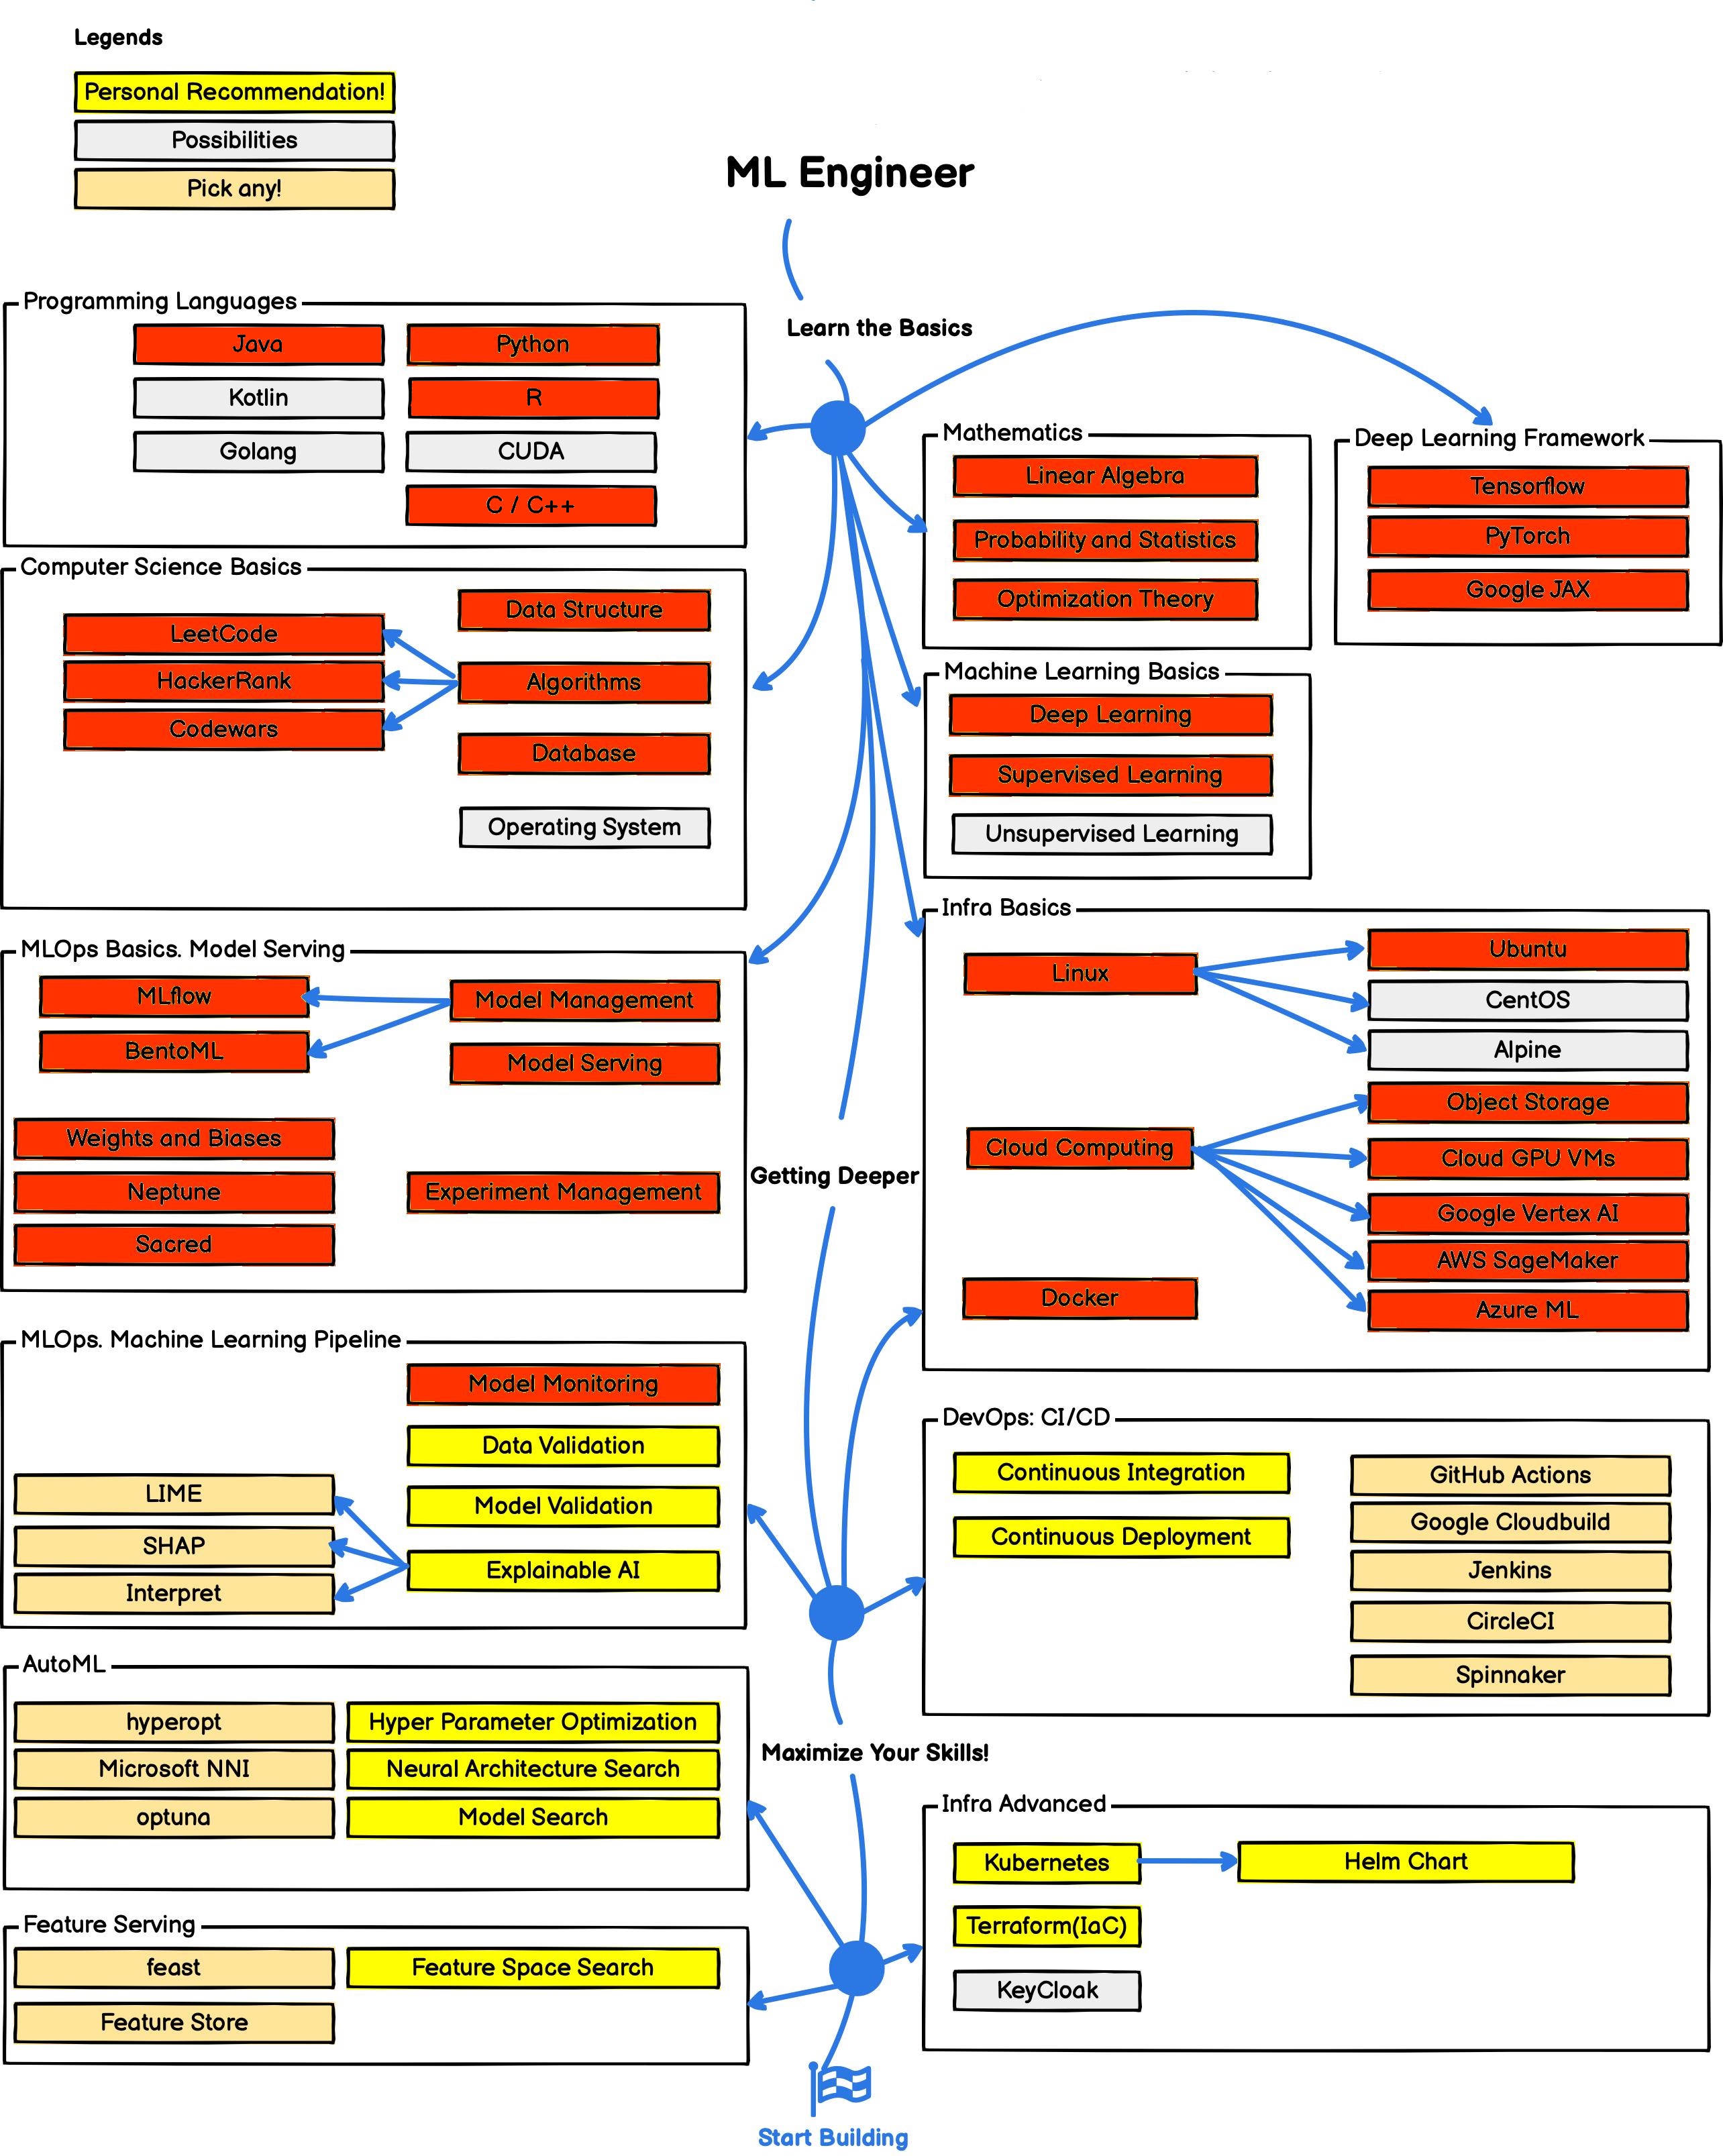 Legends
Personal Recommendation!
Possibilities
Pick any!
ML Engineer
Learn the Basics
Programming Languages
Java
Python
Kotlin
R
Golang
CUDA
C / C++
Mathematics
Linear Algebra
Probability and Statistics
Optimization Theory
Deep Learning Framework
Tensorflow
PyTorch
Google JAX
Computer Science Basics
Data Structure
LeetCode
HackerRank
Algorithms
Codewars
Database
Operating System
Machine Learning Basics
Deep Learning
Supervised Learning
Unsupervised Learning
MLOps Basics. Model Serving
MLflow
Model Management
BentoML
Model Serving
Weights and Biases
Neptune
Experiment Management
Sacred
Infra Basics
Linux
Ubuntu
CentOS
Alpine
Cloud Computing
Object Storage
Cloud GPU VMs
Google Vertex AI
AWS SageMaker
Azure ML
Docker
Getting Deeper
MLOps. Machine Learning Pipeline
Model Monitoring
Data Validation
LIME
Model Validation
SHAP
Explainable AI
Interpret
DevOps: CI/CD
Continuous Integration
Continuous Deployment
GitHub Actions
Google Cloudbuild
Jenkins
CircleCI
Spinnaker
Maximize Your Skills!
AutoML
hyperopt
Hyper Parameter Optimization
Microsoft NNI
Neural Architecture Search
optuna
Model Search
Infra Advanced
Kubernetes
Helm Chart
Terraform(IaC)
KeyCloak
Feature Serving
feast
Feature Space Search
Feature Store
Start Building